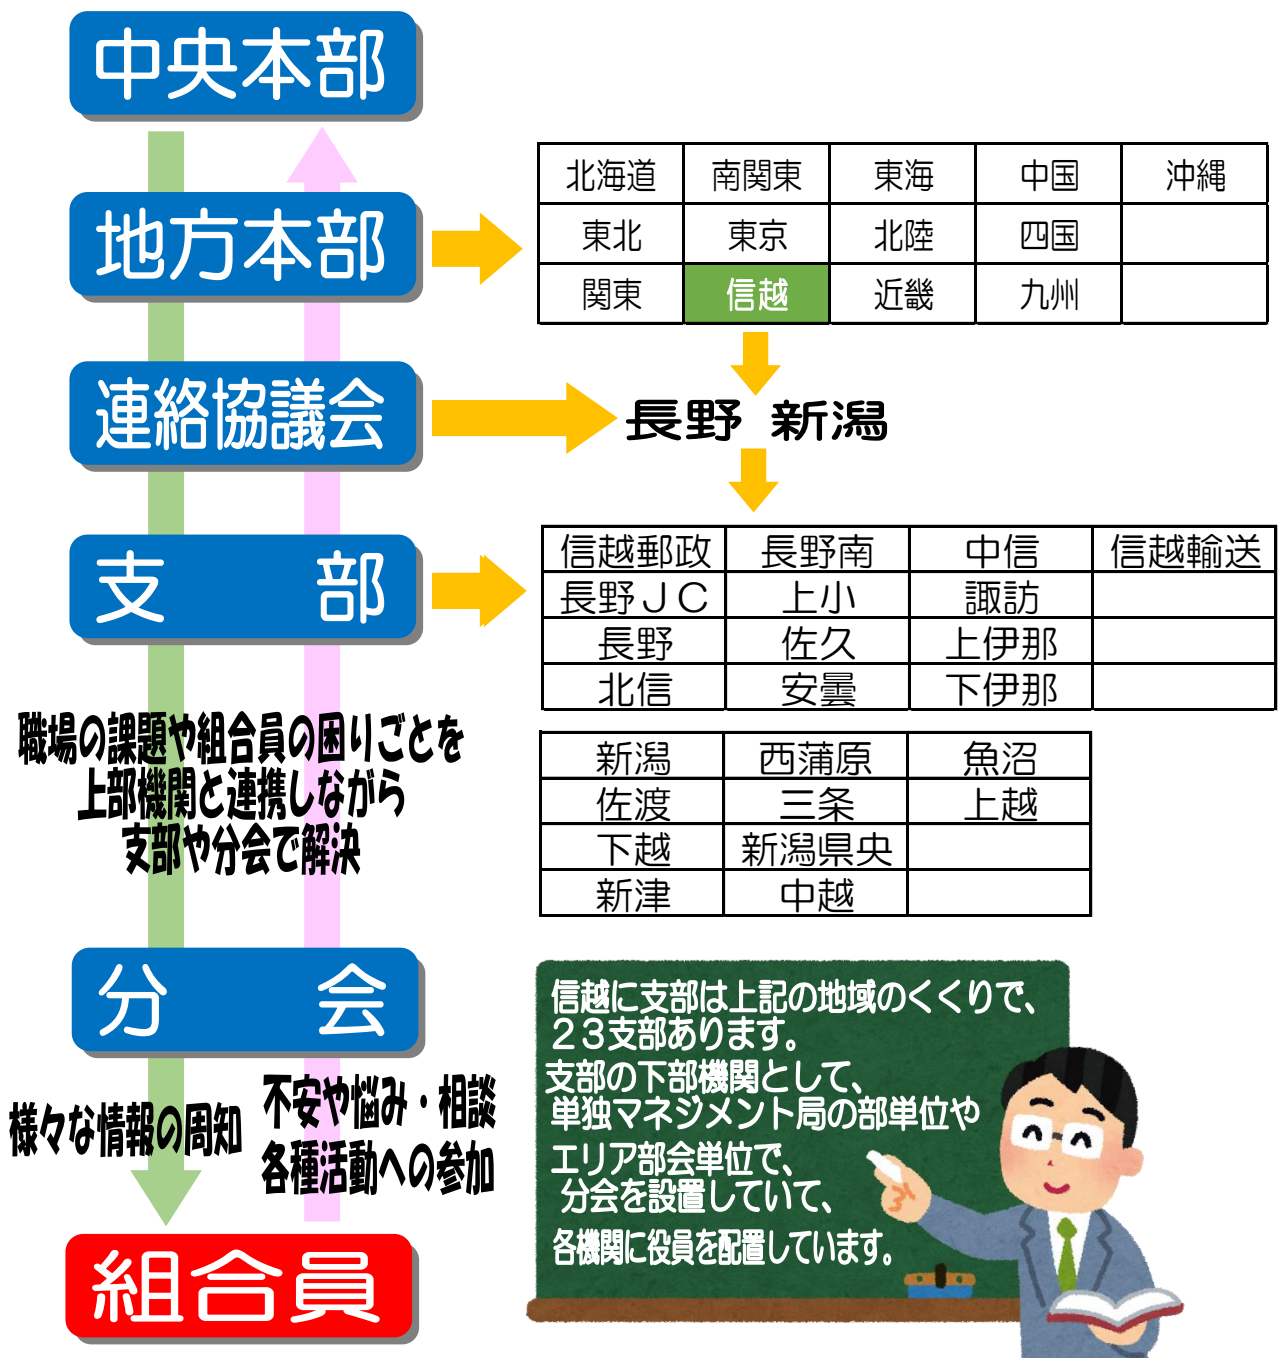 中央本部
地方本部
北海道 南関東 東海 中国 沖縄
東北 東京 北陸 四国
関東 信越 近畿 九州
連絡協議会
長野 新潟
支部
信越郵政 長野南 中信 信越輸送
長野ＪＣ 上小 諏訪
長野 佐久 上伊那
北信 安曇 下伊那
新潟 西蒲原 魚沼
佐渡 三条 上越
下越 新潟県央
新津 中越
職場の課題や組合員の困りごとを
上部機関と連携しながら
支部や分会で解決
分会
様々な情報の周知
不安や悩み・相談
各種活動への参加
組合員
信越に支部は上記の地域のくくりで、
２３支部あります。
支部の下部機関として、
単独マネジメント局の部単位や
エリア部会単位で、
分会を設置していて、
各機関に役員を配置しています。